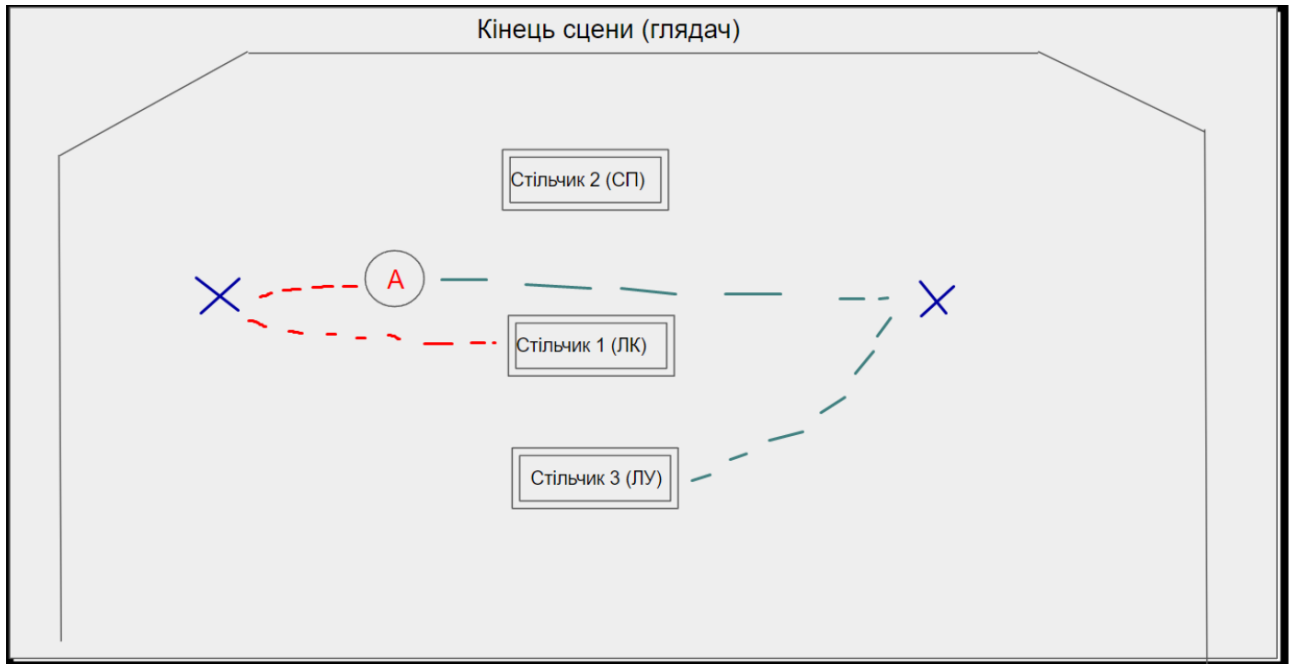 Кінець сцени (глядач)
Стільчик 2 (СП)
А
Стільчик 1 (ЛК)
Стільчик 3 (ЛУ)